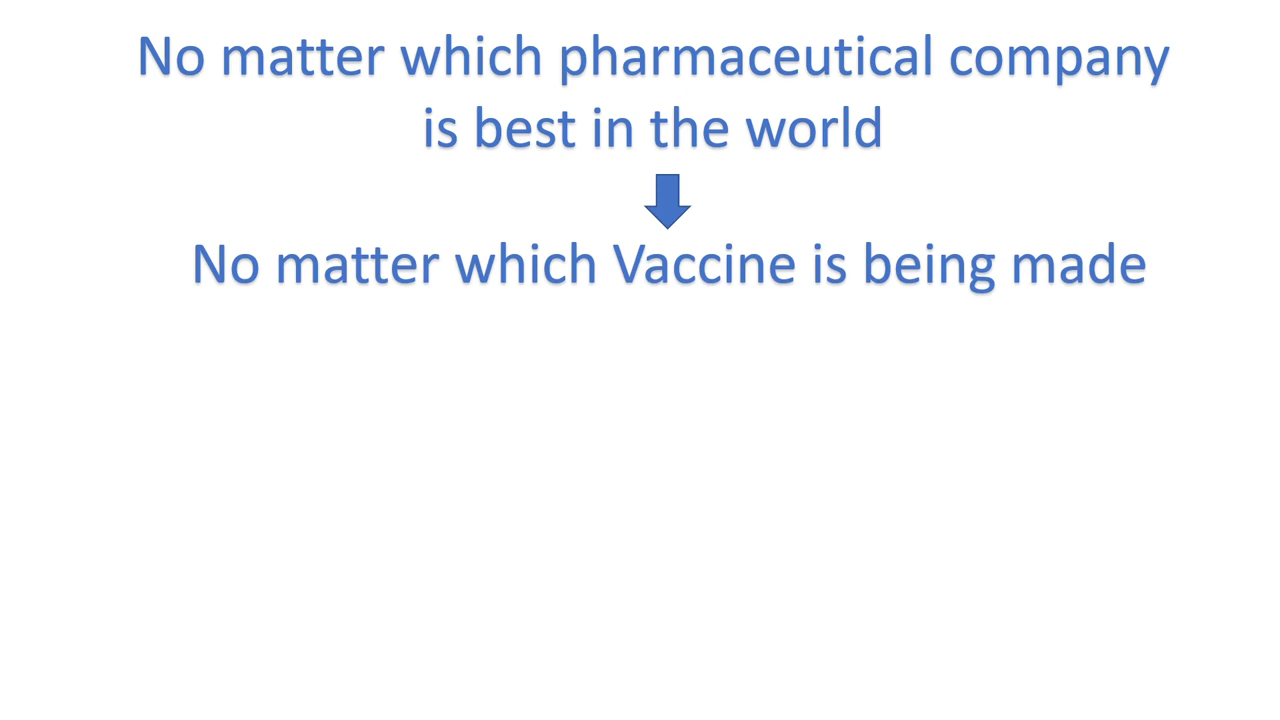 No matter which pharmaceutical company
is best in the world
No matter which Vaccine is being made